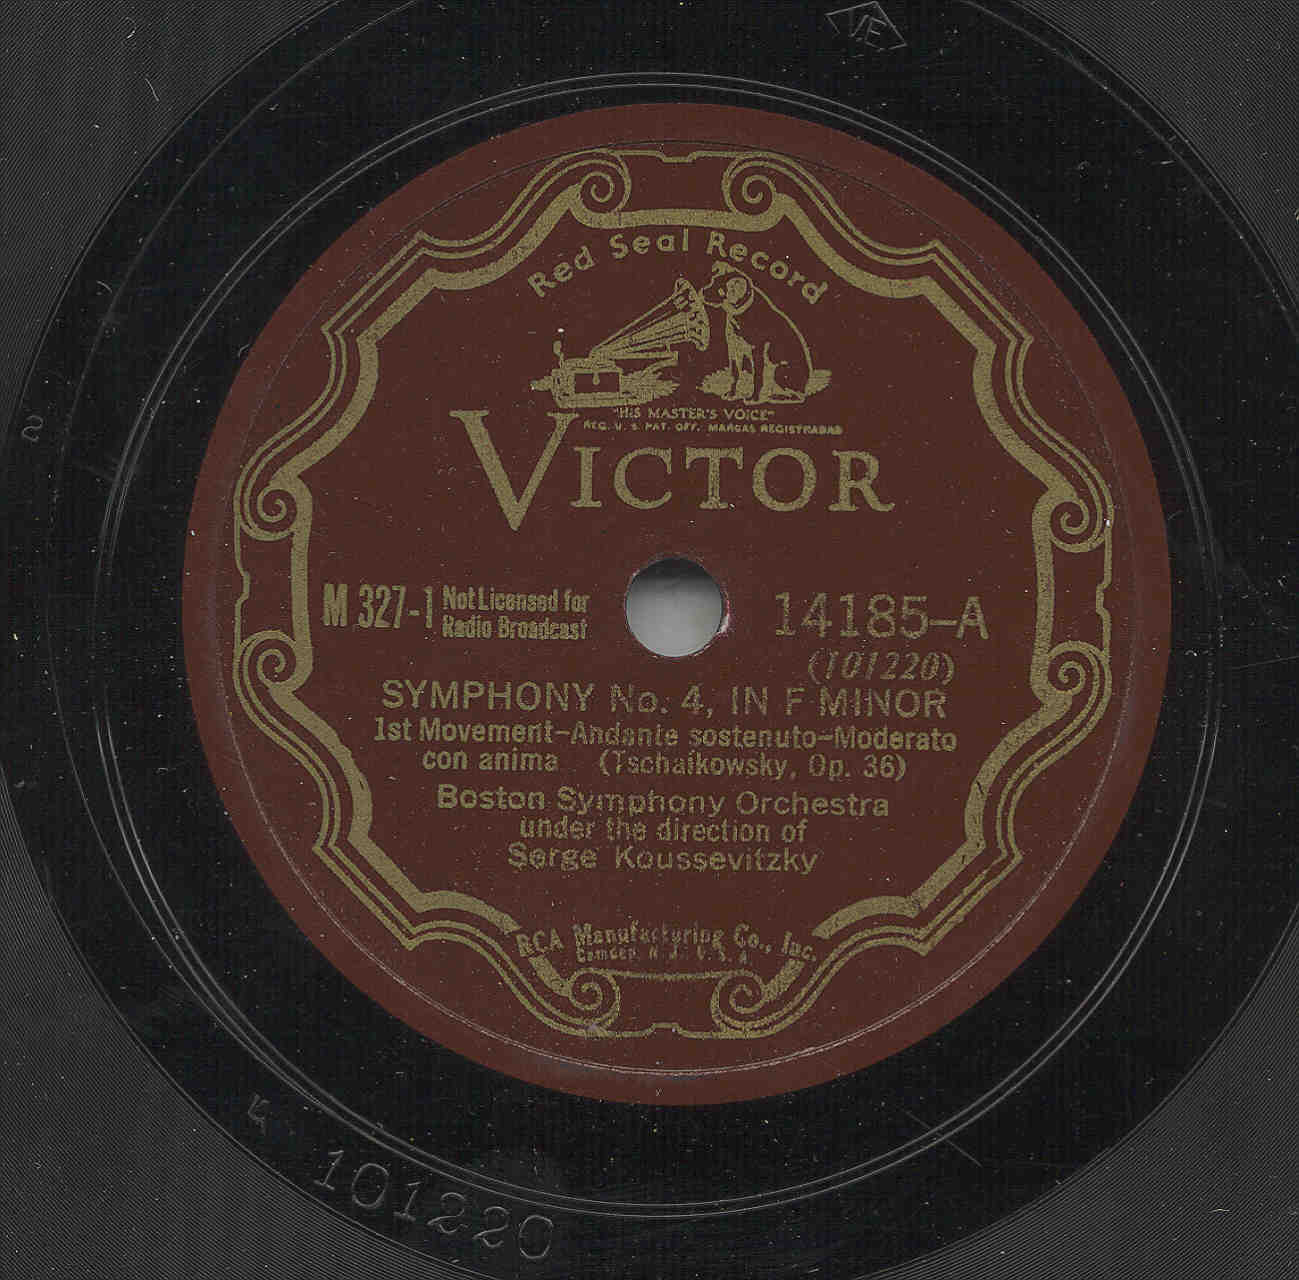 VE
Red Seal Record
"HIS MASTER'S VOICE"
REG. U. S. PAT. OFF. MARCAS REGISTRADAS
VICTOR
M 327-1 Not Licensed for
Radio Broadcast
14185-A
(101220)
SYMPHONY No. 4, IN F MINOR
1st Movement-Andante sostenuto-Moderato
con anima (Tschaikowsky, Op. 36)
Boston Symphony Orchestra
under the direction of
Serge Koussevitzky
RCA Manufacturing Co., Inc.
Camden, N. J. U. S. A.
2
101220